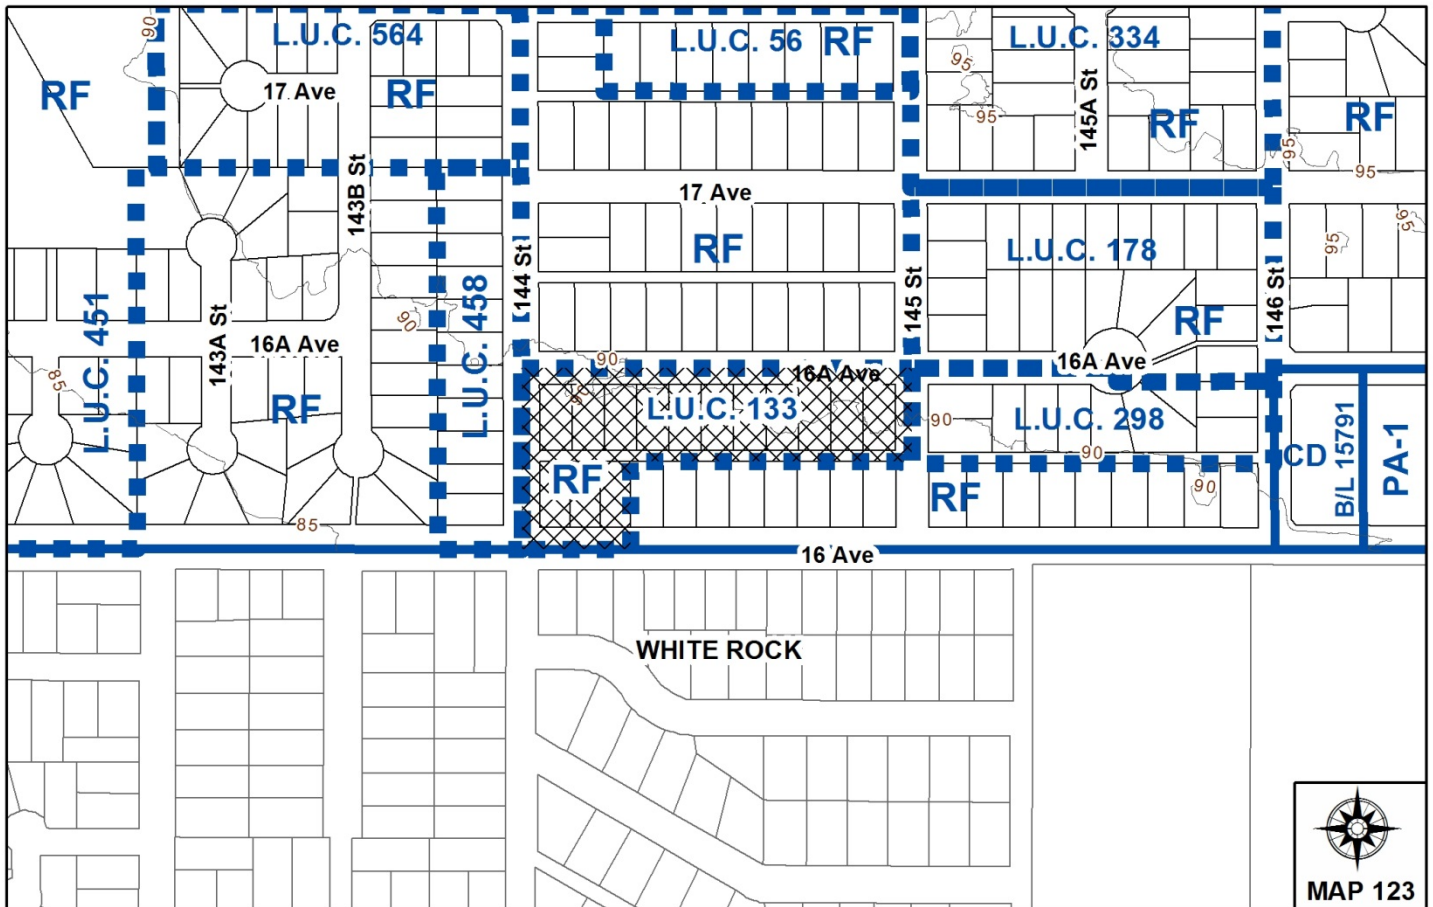 L.U.C. 564
L.U.C. 56
RF
L.U.C. 334
90
RF
17 Ave
RF
95
145A St
RF
RF
95
95
95
143B St
17 Ave
RF
L.U.C. 178
95
95
144 St
145 St
146 St
L.U.C. 451
143A St
16A Ave
90
L.U.C. 458
RF
90
16A Ave
16A Ave
85
RF
90
L.U.C. 133
90
L.U.C. 298
90
CD
B/L 15791
PA-1
RF
RF
90
85
16 Ave
WHITE ROCK
MAP 123